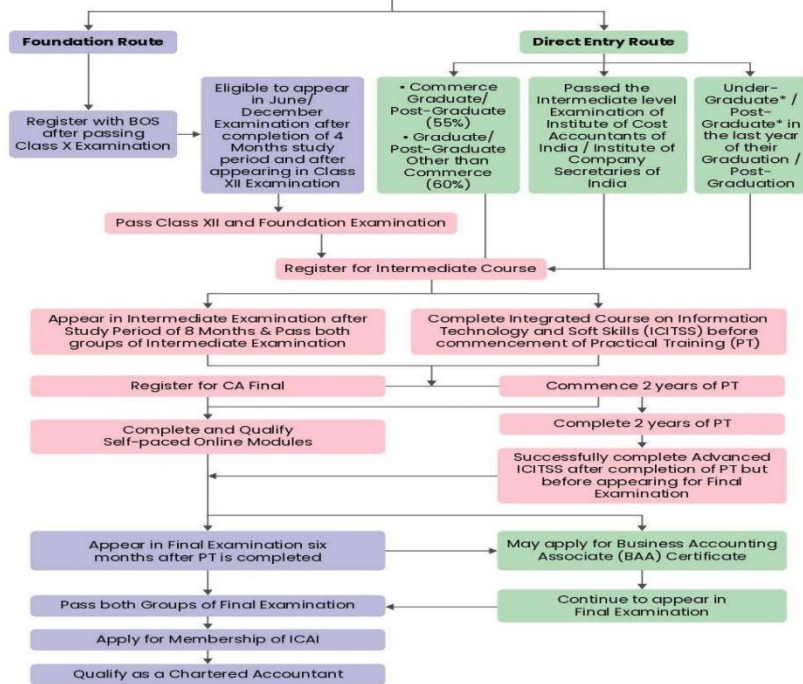 Foundation Route
Direct Entry Route
Register with BOS
after passing
Class X Examination
Eligible to appear
in June/
December
Examination after
completion of 4
Months study
period and after
appearing in Class
XII Examination
• Commerce
Graduate/
Post-Graduate
(55%)
• Graduate/
Post-Graduate
Other than
Commerce (60%)
Passed the
Intermediate level
Examination of
Institute of Cost
Accountants of
India / Institute of
Company
Secretaries of
India
Under-
Graduate* /
Post-
Graduate* in
the last year
of their
Graduation /
Post-
Graduation
Pass Class XII and Foundation Examination
Register for Intermediate Course
Appear in Intermediate Examination after
Study Period of 8 Months & Pass both
groups of Intermediate Examination
Complete Integrated Course on Information
Technology and Soft Skills (ICITSS) before
commencement of Practical Training (PT)
Register for CA Final
Commence 2 years of PT
Complete and Qualify
Self-paced Online Modules
Complete 2 years of PT
Successfully complete Advanced
ICITSS after completion of PT but
before appearing for Final
Examination
Appear in Final Examination six
months after PT is completed
May apply for Business Accounting
Associate (BAA) Certificate
Pass both Groups of Final Examination
Continue to appear in
Final Examination
Apply for Membership of ICAI
Qualify as a Chartered Accountant